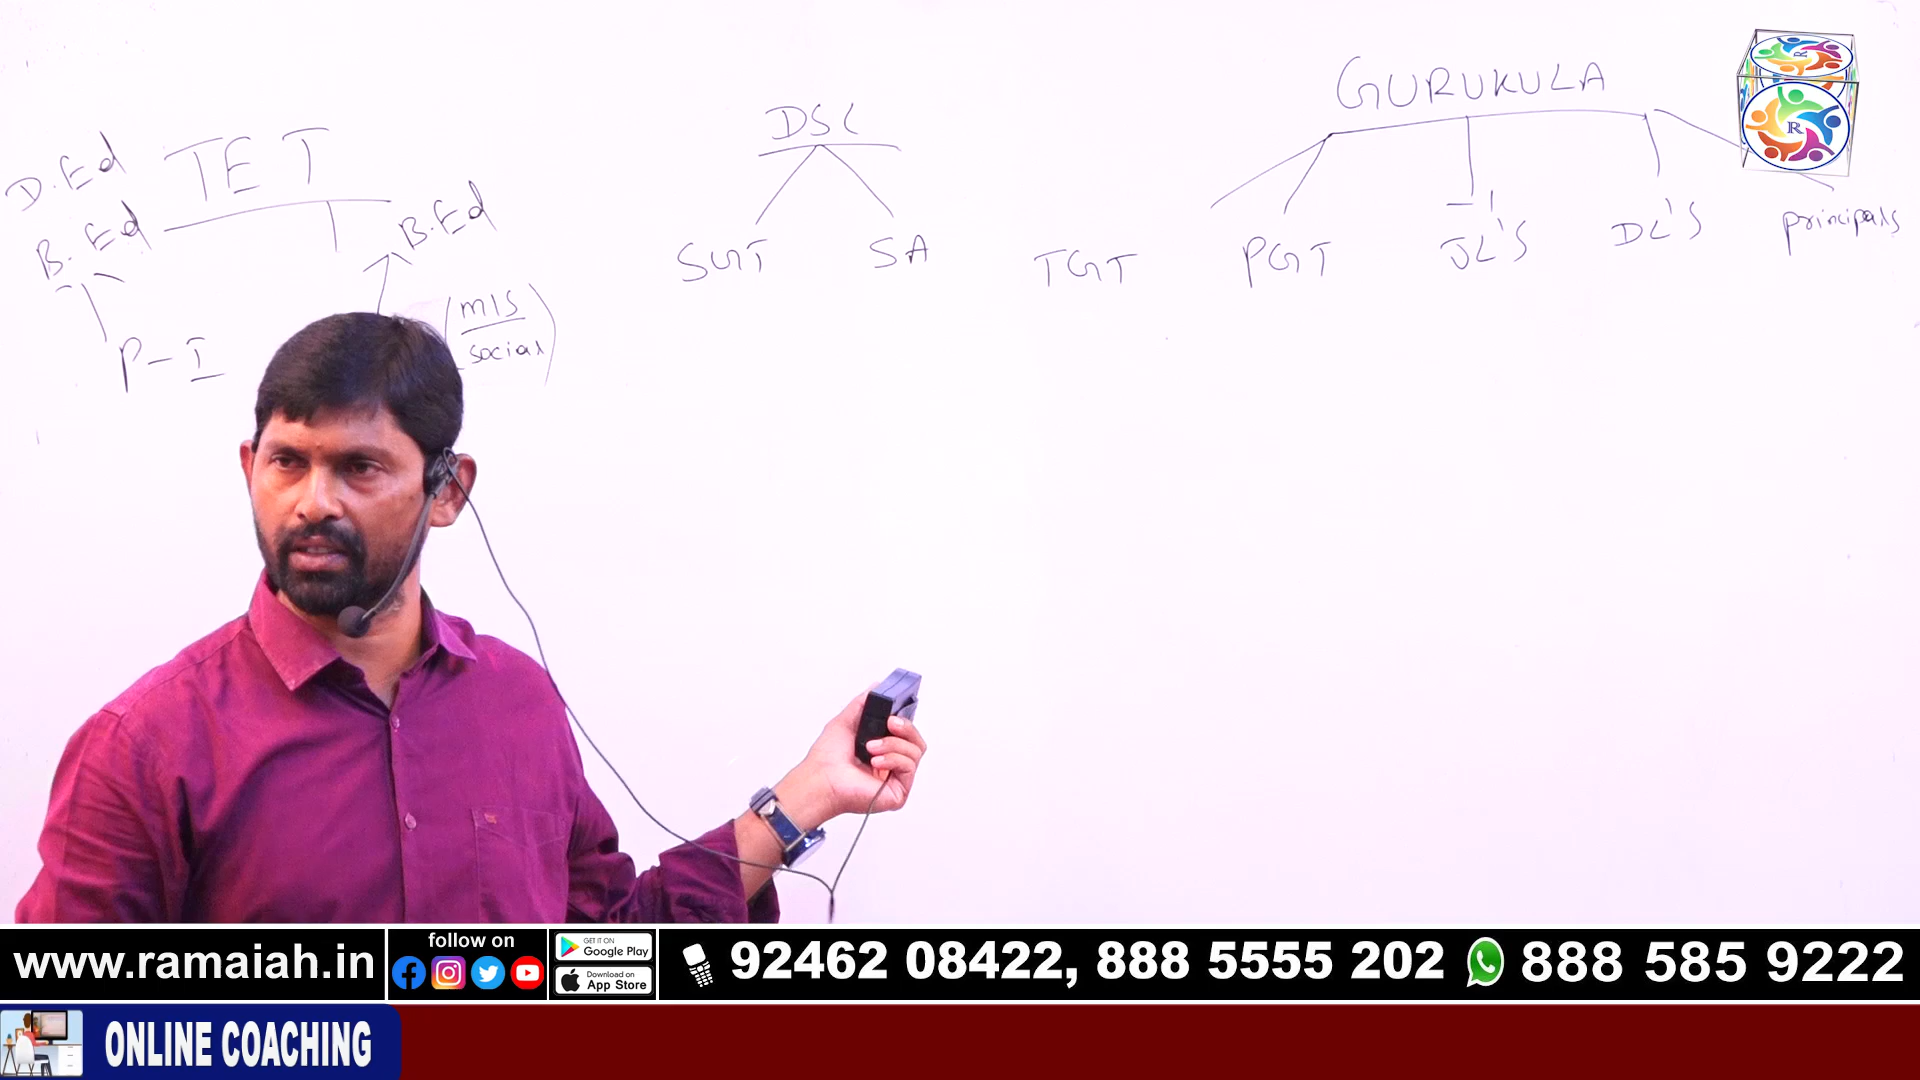 D.Ed
TET
B.Ed
B.Ed
P-I
(M/S
social)
DSC
SGT SA
GURUKULA
TGT PGT JL'S DL'S principals
R
R
www.ramaiah.in
follow on
GET IT ON
Google Play
Download on
App Store
92462 08422, 888 5555 202
888 585 9222
ONLINE COACHING